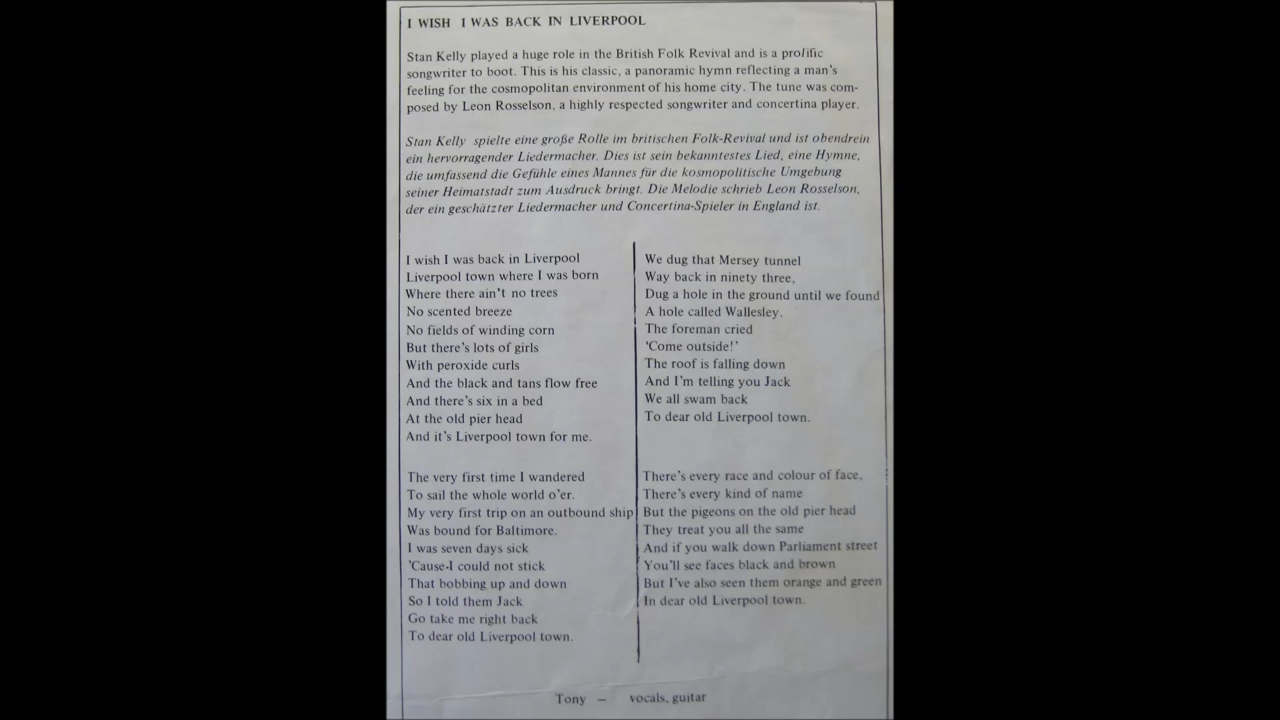 I WISH I WAS BACK IN LIVERPOOL
Stan Kelly played a huge role in the British Folk Revival and is a prolific
songwriter to boot. This is his classic, a panoramic hymn reflecting a man's
feeling for the cosmopolitan environment of his home city. The tune was com-
posed by Leon Rosselson, a highly respected songwriter and concertina player.
Stan Kelly spielte eine große Rolle im britischen Folk-Revival und ist obendrein
ein hervorragender Liedermacher. Dies ist sein bekanntestes Lied, eine Hymne,
die umfassend die Gefühle eines Mannes für die kosmopolitische Umgebung
seiner Heimatstadt zum Ausdruck bringt. Die Melodie schrieb Leon Rosselson,
der ein geschätzter Liedermacher und Concertina-Spieler in England ist.
I wish I was back in Liverpool
Liverpool town where I was born
Where there ain't no trees
No scented breeze
No fields of winding corn
But there's lots of girls
With peroxide curls
And the black and tans flow free
And there's six in a bed
At the old pier head
And it's Liverpool town for me.
The very first time I wandered
To sail the whole world o'er.
My very first trip on an outbound ship
Was bound for Baltimore.
I was seven days sick
'Cause-I could not stick
That bobbing up and down
So I told them Jack
Go take me right back
To dear old Liverpool town.
We dug that Mersey tunnel
Way back in ninety three,
Dug a hole in the ground until we found
A hole called Wallesley.
The foreman cried
'Come outside!'
The roof is falling down
And I'm telling you Jack
We all swam back
To dear old Liverpool town.
There's every race and colour of face,
There's every kind of name
But the pigeons on the old pier head
They treat you all the same
And if you walk down Parliament street
You'll see faces black and brown
But I've also seen them orange and green
In dear old Liverpool town.
Tony – vocals, guitar